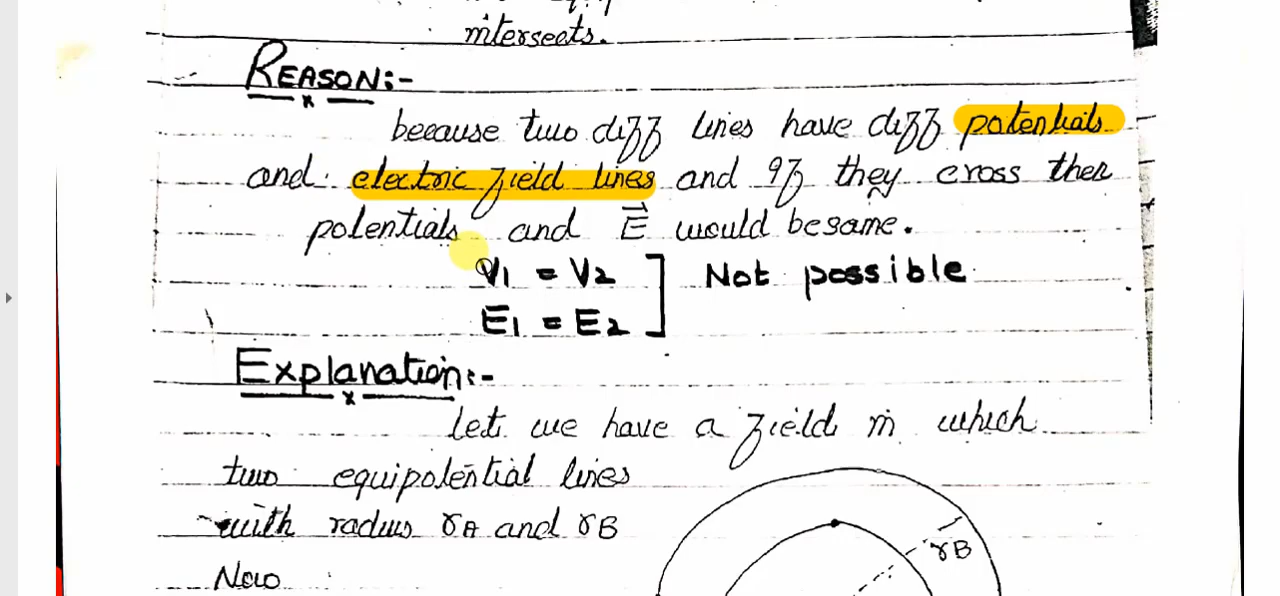 intersects.
REASON:-
because two diff lines have diff potentials
and electric field lines and if they cross then
potentials and E would be same.
V1 = V2 ] Not possible
E1 = E2
Explanation:-
let we have a field in which
two equipotential lines
with radius rA and rB
rB
Now